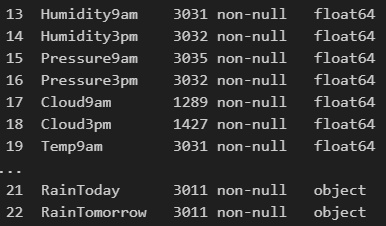 13 Humidity9am 3031 non-null float64
14 Humidity3pm 3032 non-null float64
15 Pressure9am 3035 non-null float64
16 Pressure3pm 3032 non-null float64
17 Cloud9am 1289 non-null float64
18 Cloud3pm 1427 non-null float64
19 Temp9am 3031 non-null float64
...
21 RainToday 3011 non-null object
22 RainTomorrow 3011 non-null object